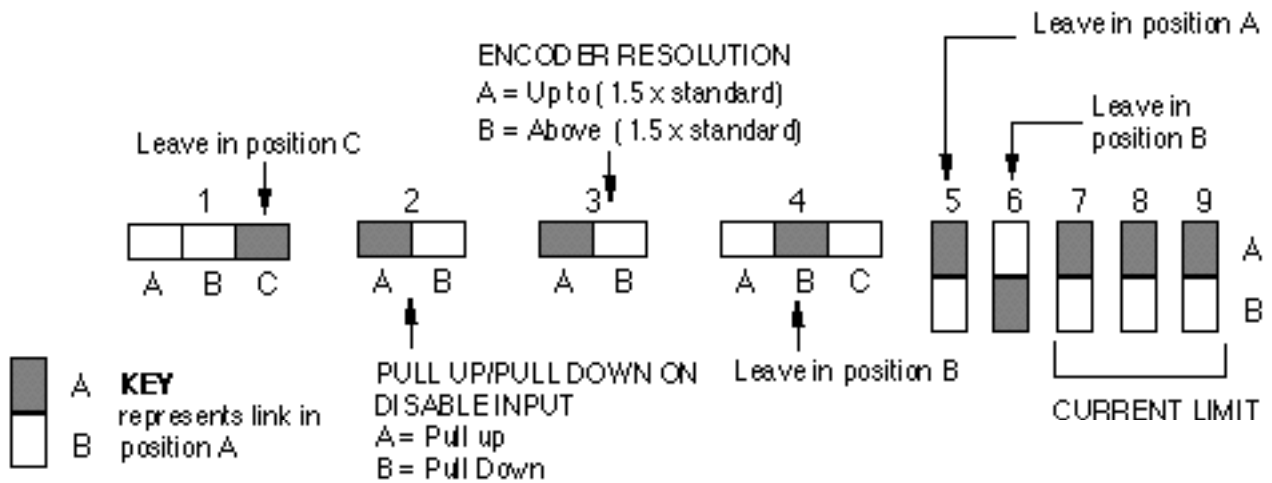 Leave in position A
ENCODER RESOLUTION
A = Up to ( 1.5 x standard)
B = Above ( 1.5 x standard)
Leave in
position B
Leave in position C
1 2 3 4 5 6 7 8 9
A B C A B A B A B C
A
B
A KEY
represents link in
B position A
PULL UP/PULL DOWN ON
DISABLE INPUT
A = Pull up
B = Pull Down
Leave in position B
CURRENT LIMIT